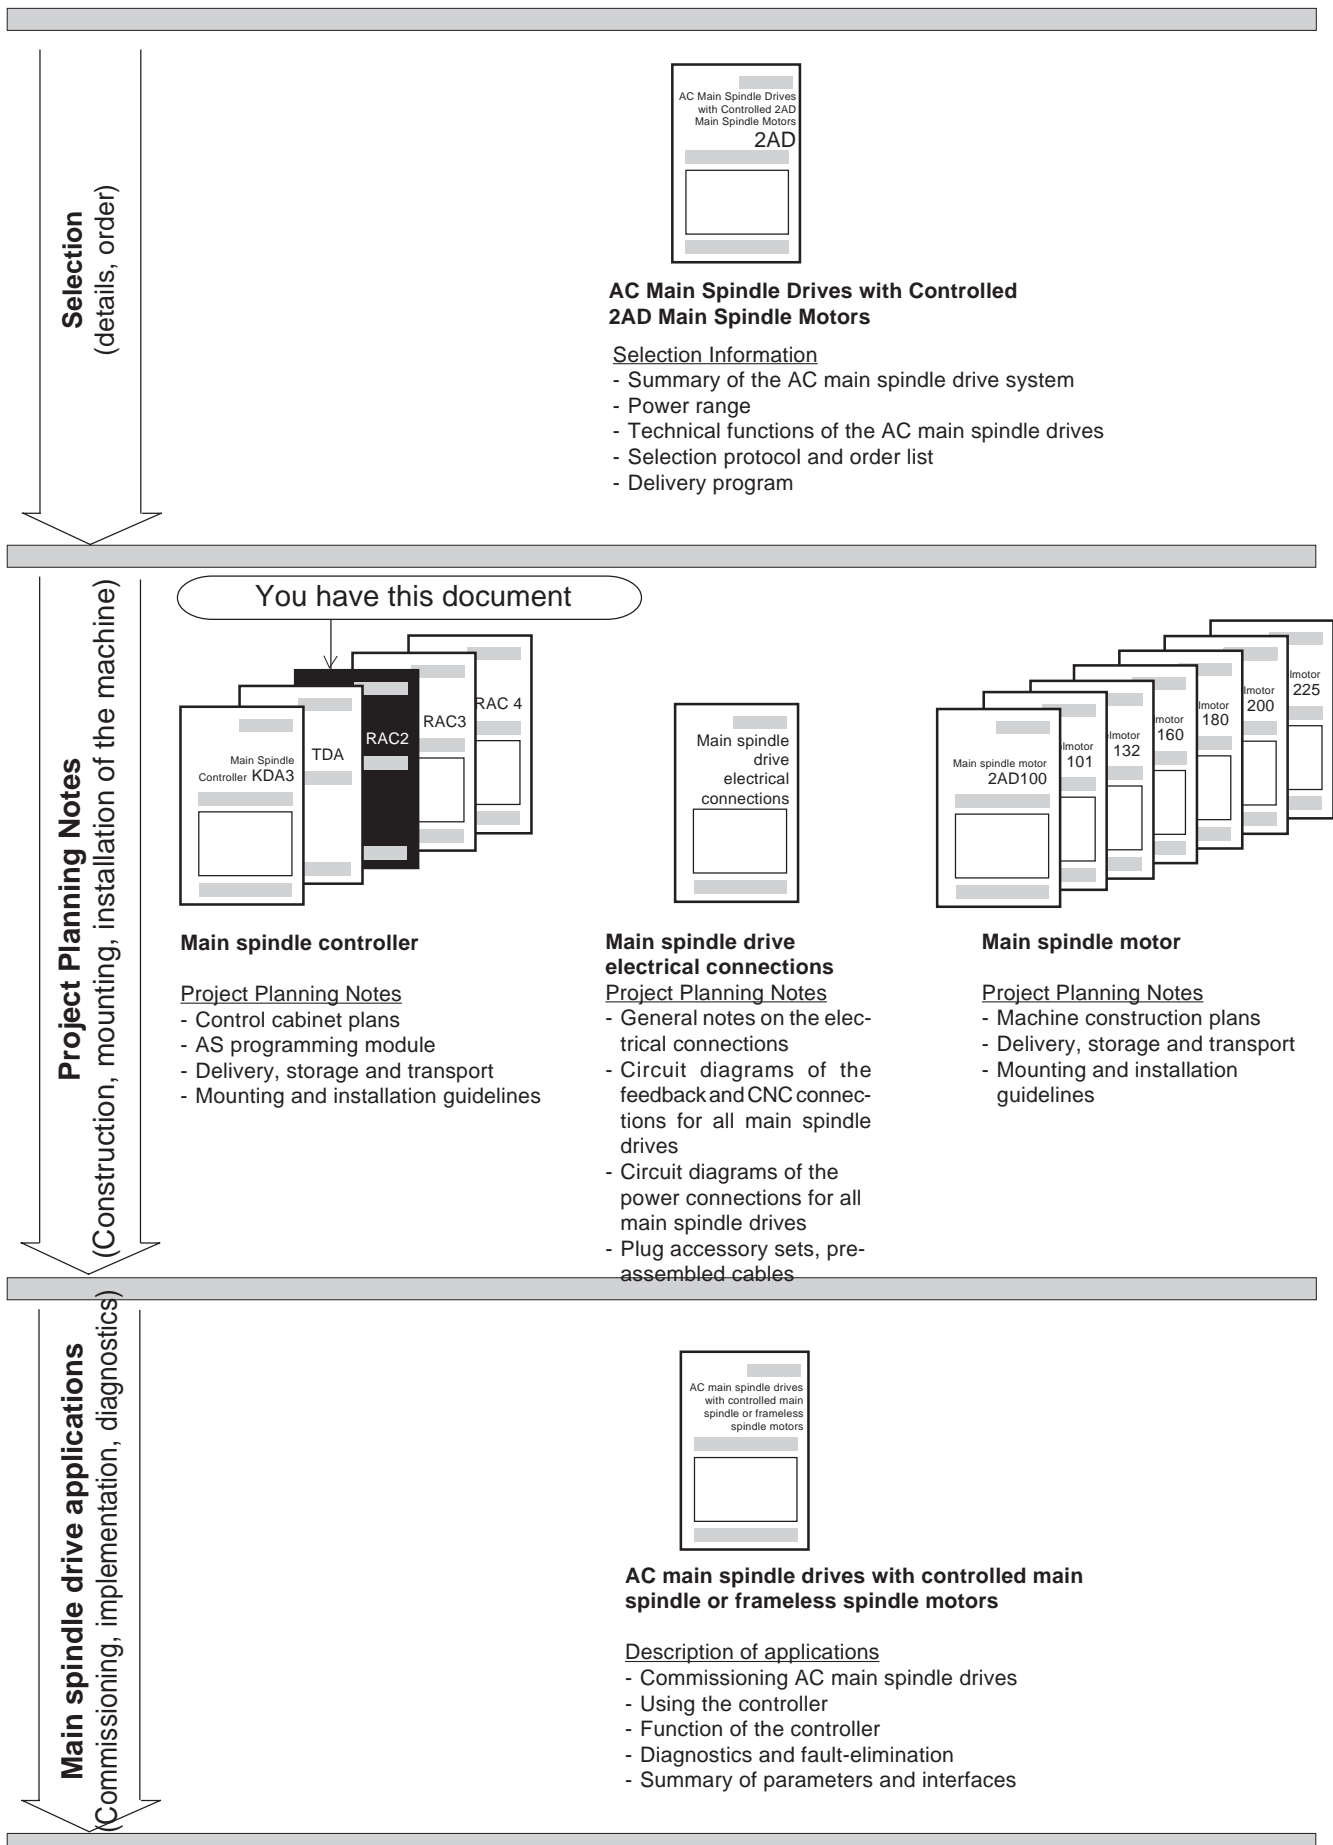 Selection
(details, order)
AC Main Spindle Drives
with Controlled 2AD
Main Spindle Motors
2AD
AC Main Spindle Drives with Controlled
2AD Main Spindle Motors
Selection Information
- Summary of the AC main spindle drive system
- Power range
- Technical functions of the AC main spindle drives
- Selection protocol and order list
- Delivery program
Project Planning Notes
(Construction, mounting, installation of the machine)
You have this document
Main Spindle
Controller KDA3
TDA
RAC2
RAC3
RAC 4
Main spindle
drive
electrical
connections
Main spindle motor
2AD100
lmotor
101
lmotor
132
motor
160
lmotor
180
lmotor
200
lmotor
225
Main spindle controller
Project Planning Notes
- Control cabinet plans
- AS programming module
- Delivery, storage and transport
- Mounting and installation guidelines
Main spindle drive
electrical connections
Project Planning Notes
- General notes on the elec-
trical connections
- Circuit diagrams of the
feedback and CNC connec-
tions for all main spindle
drives
- Circuit diagrams of the
power connections for all
main spindle drives
- Plug accessory sets, pre-
assembled cables
Main spindle motor
Project Planning Notes
- Machine construction plans
- Delivery, storage and transport
- Mounting and installation
guidelines
Main spindle drive applications
(Commissioning, implementation, diagnostics)
AC main spindle drives
with controlled main
spindle or frameless
spindle motors
AC main spindle drives with controlled main
spindle or frameless spindle motors
Description of applications
- Commissioning AC main spindle drives
- Using the controller
- Function of the controller
- Diagnostics and fault-elimination
- Summary of parameters and interfaces